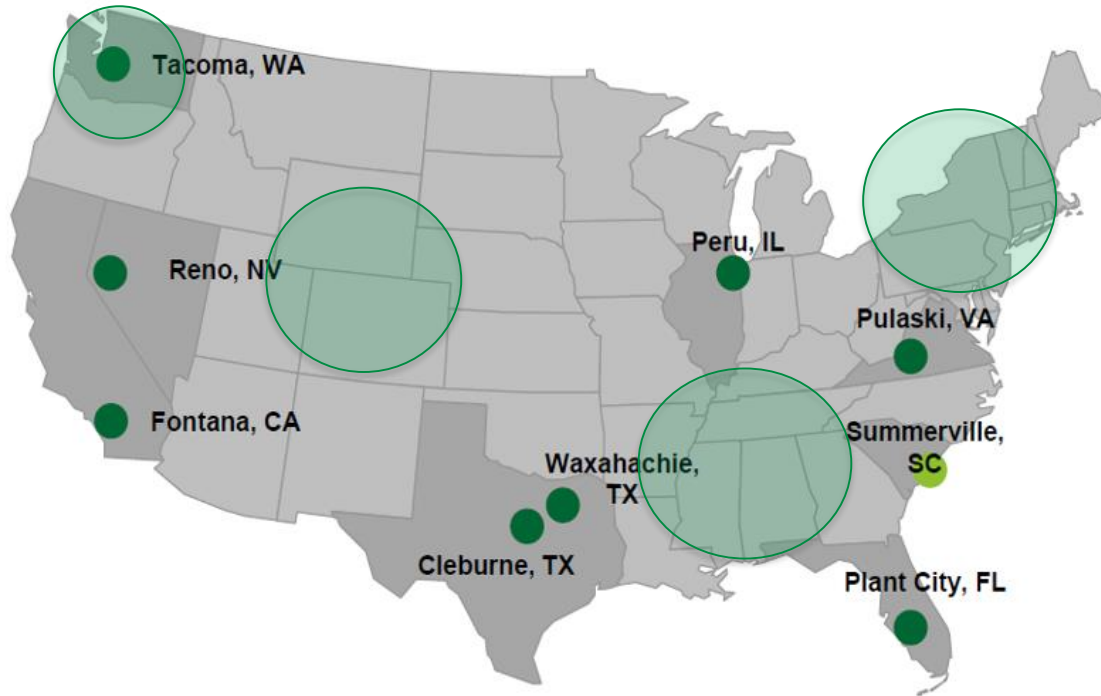 Tacoma, WA
Peru, IL
Reno, NV
Pulaski, VA
Fontana, CA
Summerville,
SC
Waxahachie,
TX
Cleburne, TX
Plant City, FL